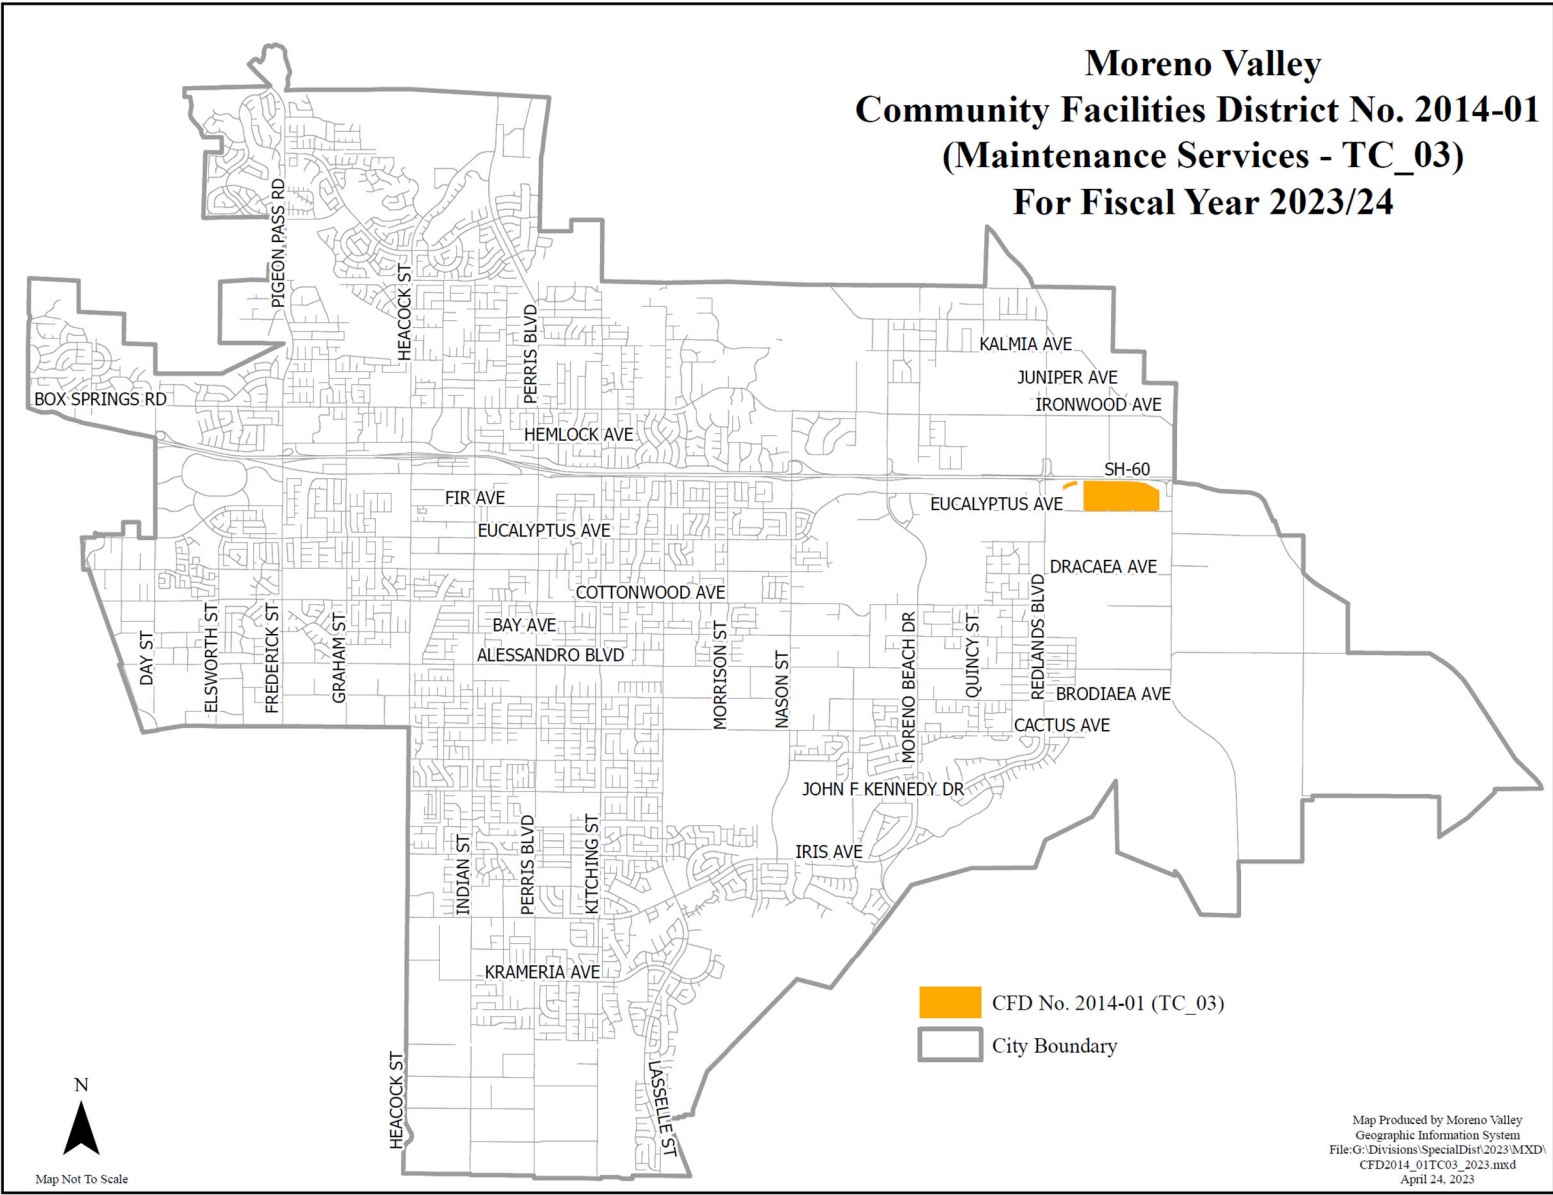 Moreno Valley
Community Facilities District No. 2014-01
(Maintenance Services - TC_03)
For Fiscal Year 2023/24
PIGEON PASS RD
HEACOCK ST
PERRIS BLVD
KALMIA AVE
JUNIPER AVE
IRONWOOD AVE
BOX SPRINGS RD
HEMLOCK AVE
SH-60
FIR AVE
EUCALYPTUS AVE
EUCALYPTUS AVE
DRACAEA AVE
COTTONWOOD AVE
BAY AVE
ALESSANDRO BLVD
DAY ST
ELSWORTH ST
FREDERICK ST
GRAHAM ST
MORRISON ST
NASON ST
MORENO BEACH DR
QUINCY ST
REDLANDS BLVD
BRODIAEA AVE
CACTUS AVE
JOHN F KENNEDY DR
IRIS AVE
INDIAN ST
PERRIS BLVD
KITCHING ST
KRAMERIA AVE
HEACOCK ST
LASSELLE ST
CFD No. 2014-01 (TC_03)
City Boundary
N
Map Not To Scale
Map Produced by Moreno Valley
Geographic Information System
File:G:\Divisions\SpecialDist\2023\MXD\
CFD2014_01TC03_2023.mxd
April 24, 2023